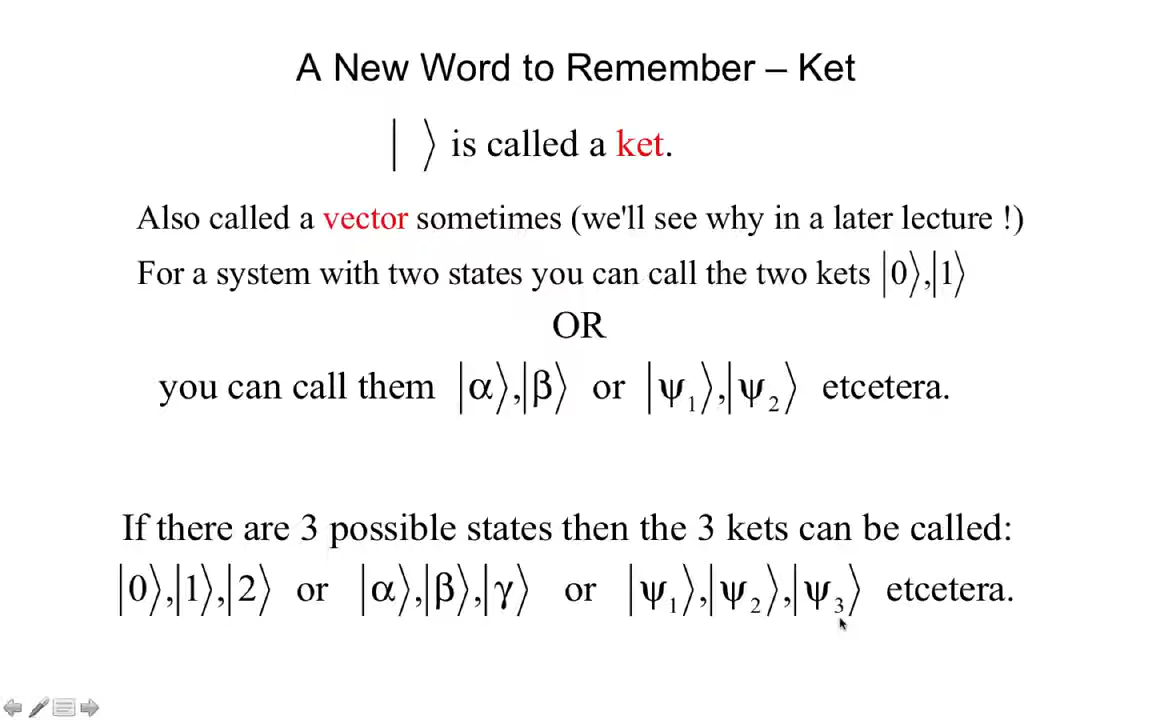 A New Word to Remember – Ket
| ⟩ is called a ket.
Also called a vector sometimes (we'll see why in a later lecture !)
For a system with two states you can call the two kets |0⟩,|1⟩
OR
you can call them |α⟩,|β⟩ or |ψ₁⟩,|ψ₂⟩ etcetera.
If there are 3 possible states then the 3 kets can be called:
|0⟩,|1⟩,|2⟩ or |α⟩,|β⟩,|γ⟩ or |ψ₁⟩,|ψ₂⟩,|ψ₃⟩ etcetera.